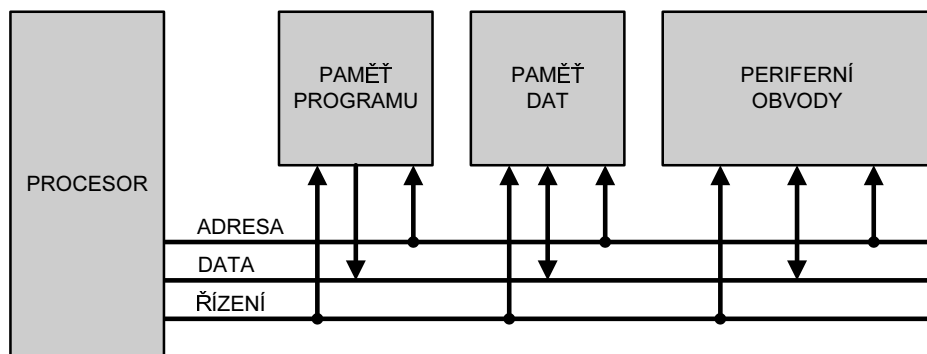 PAMĚŤ
PROGRAMU
PAMĚŤ
DAT
PERIFERNÍ
OBVODY
PROCESOR
ADRESA
DATA
ŘÍZENÍ